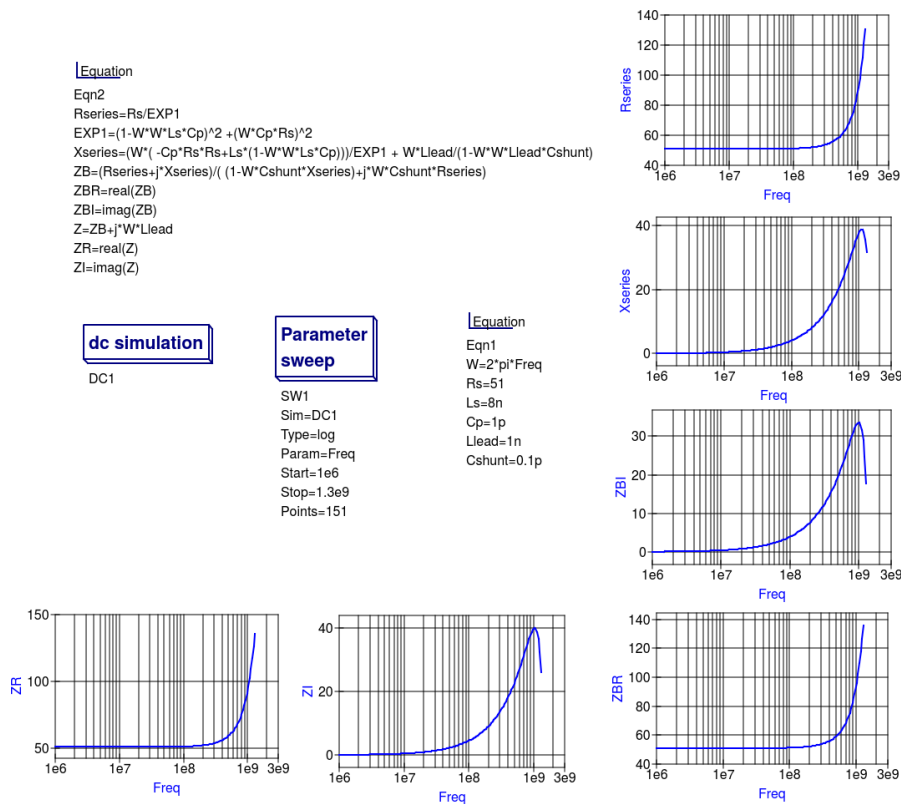 Equation
Eqn2
Rseries=Rs/EXP1
EXP1=(1-W*W*Ls*Cp)^2 +(W*Cp*Rs)^2
Xseries=(W*( -Cp*Rs*Rs+Ls*(1-W*W*Ls*Cp)))/EXP1 + W*Llead/(1-W*W*Llead*Cshunt)
ZB=(Rseries+j*Xseries)/( (1-W*Cshunt*Xseries)+j*W*Cshunt*Rseries)
ZBR=real(ZB)
ZBI=imag(ZB)
Z=ZB+j*W*Llead
ZR=real(Z)
ZI=imag(Z)
dc simulation
DC1
Parameter
sweep
SW1
Sim=DC1
Type=log
Param=Freq
Start=1e6
Stop=1.3e9
Points=151
Equation
Eqn1
W=2*pi*Freq
Rs=51
Ls=8n
Cp=1p
Llead=1n
Cshunt=0.1p
140
120
100
80
60
40
Rseries
1e6 1e7 1e8 1e9 3e9
Freq
40
20
0
Xseries
1e6 1e7 1e8 1e9 3e9
Freq
30
20
10
0
ZBI
1e6 1e7 1e8 1e9 3e9
Freq
150
100
50
ZR
1e6 1e7 1e8 1e9 3e9
Freq
40
20
0
ZI
1e6 1e7 1e8 1e9 3e9
Freq
140
120
100
80
60
40
ZBR
1e6 1e7 1e8 1e9 3e9
Freq